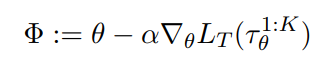 Φ := θ − α∇_θ L_T(τ_θ^{1:K})